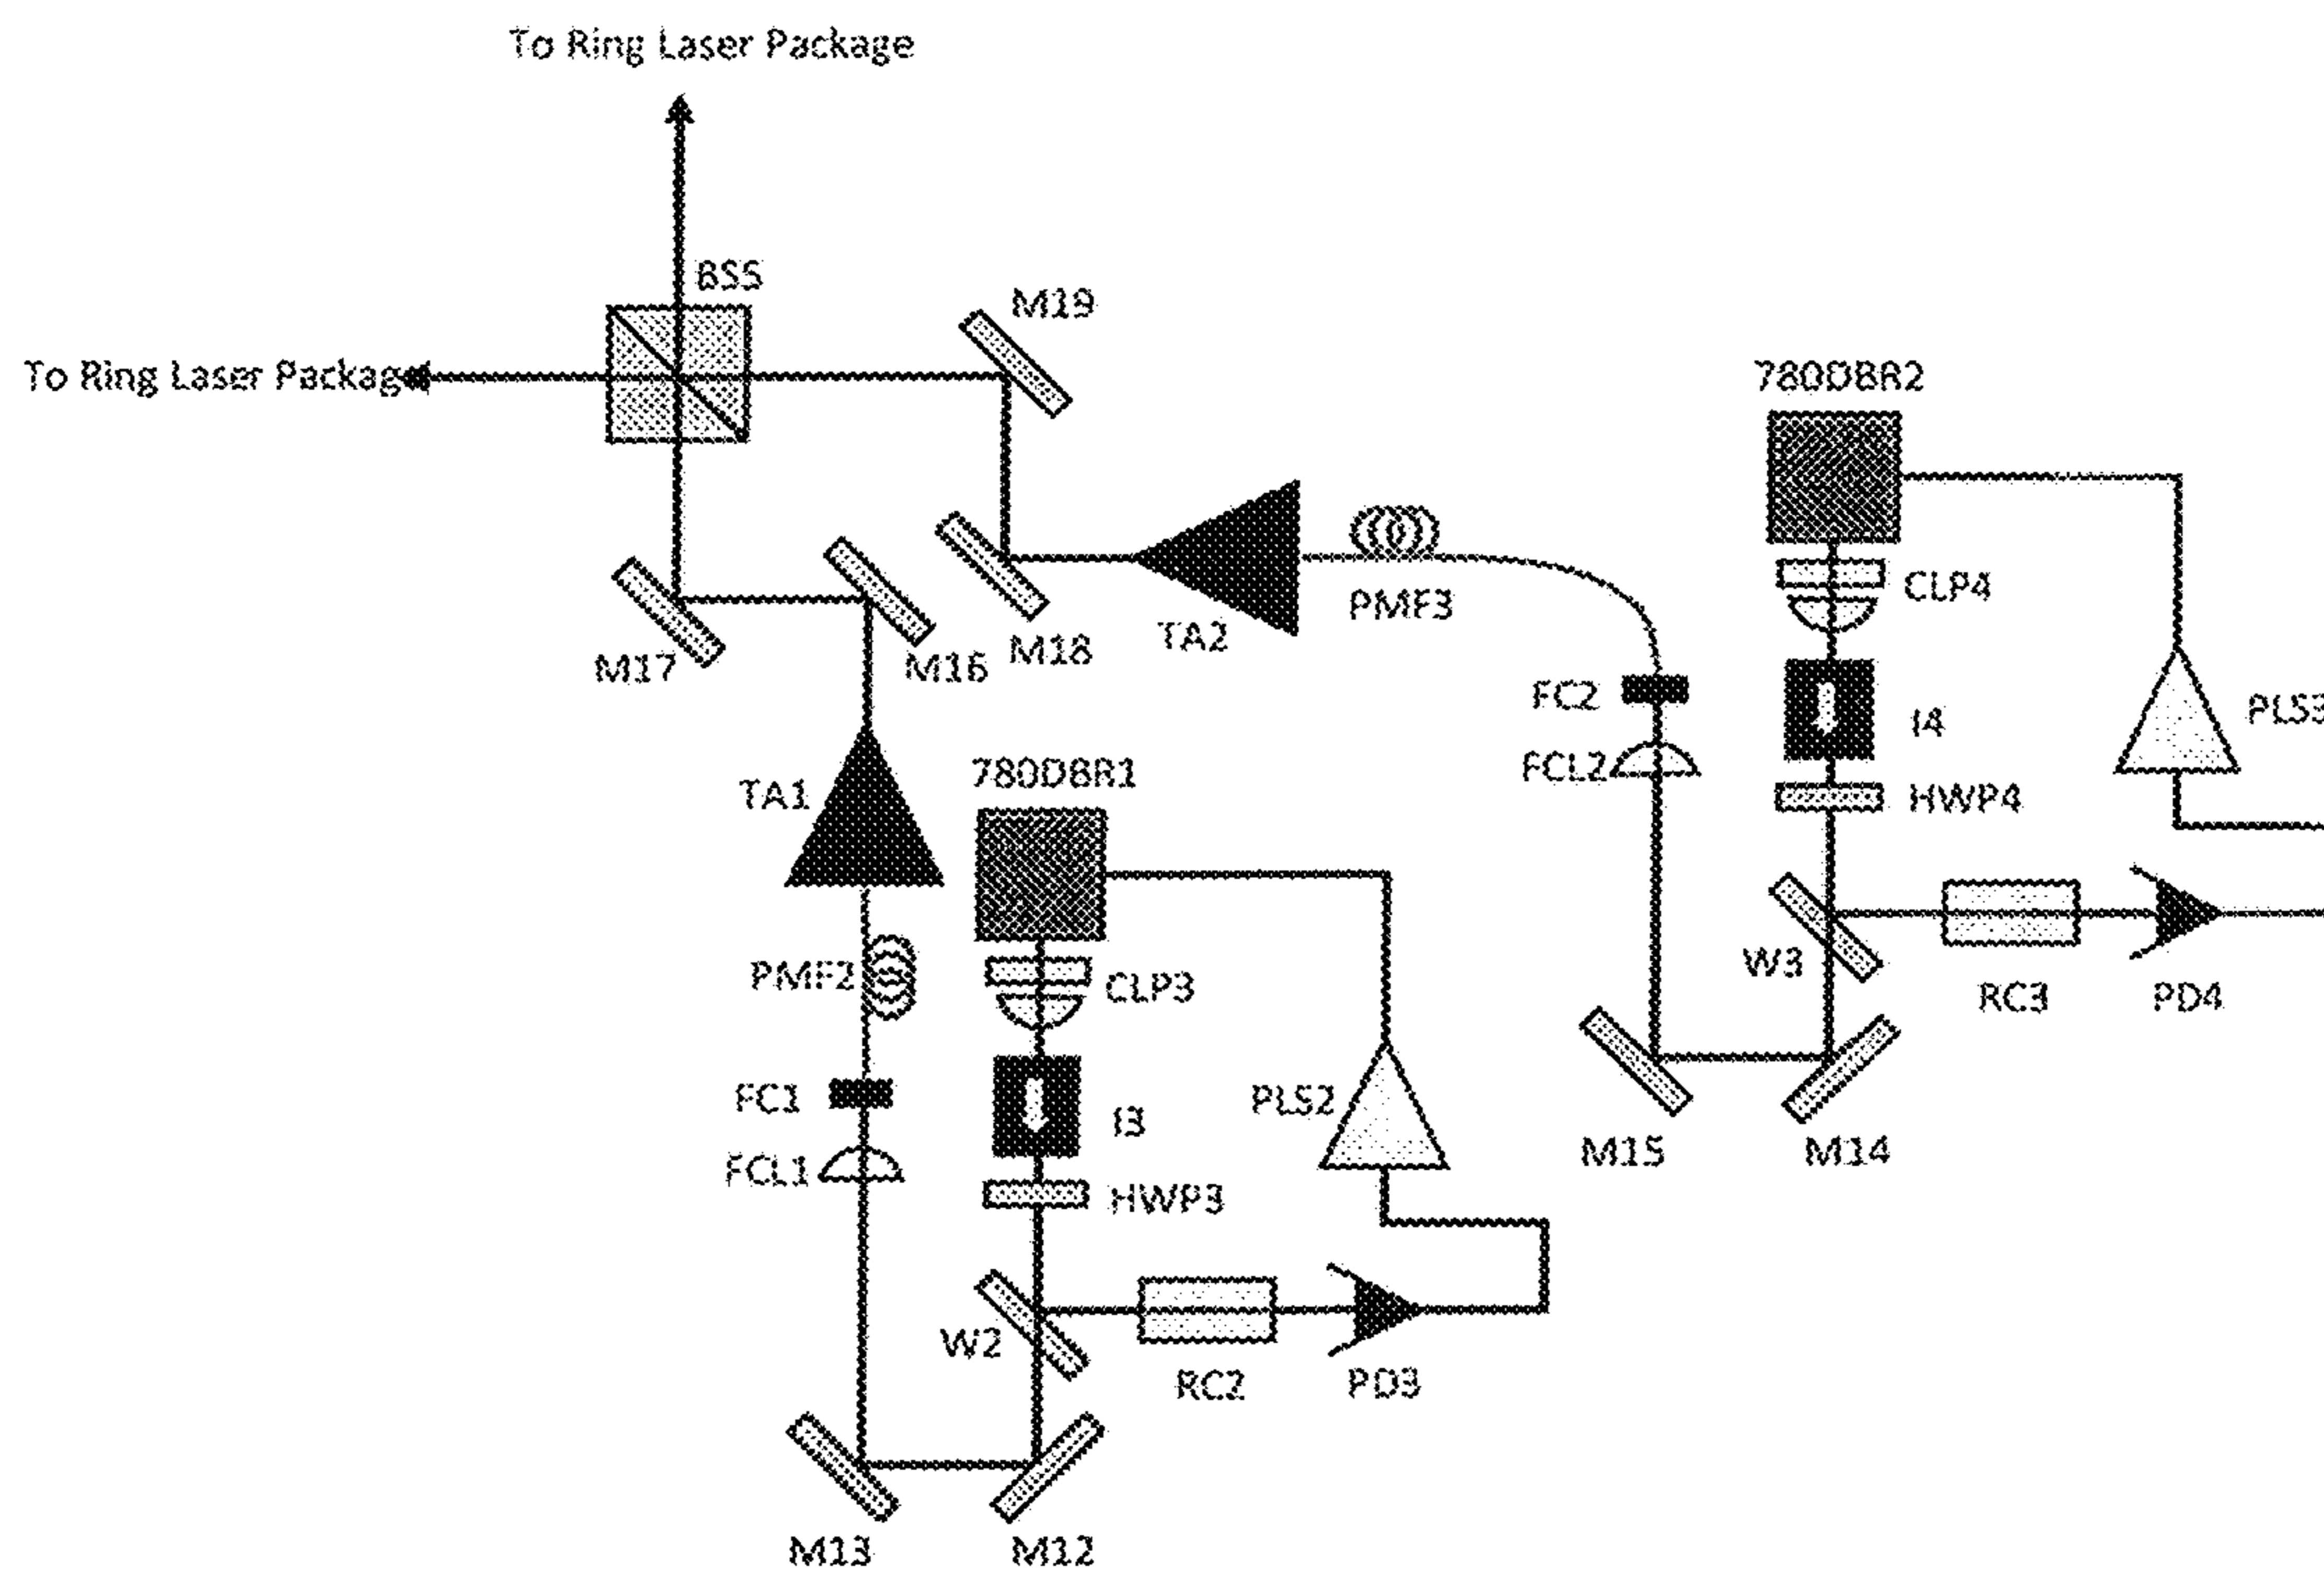 To Ring Laser Package
BS5
M19
To Ring Laser Package
780DBR2
CLP4
PMF3
TA2
M18
M17
M16
FC2
I4
PLS3
FCL2
HWP4
780DBR1
TA1
PMF2
CLP3
W3
RC3
PD4
FC1
I3
PLS2
M15
M14
FCL1
HWP3
W2
RC2
PD3
M13
M12